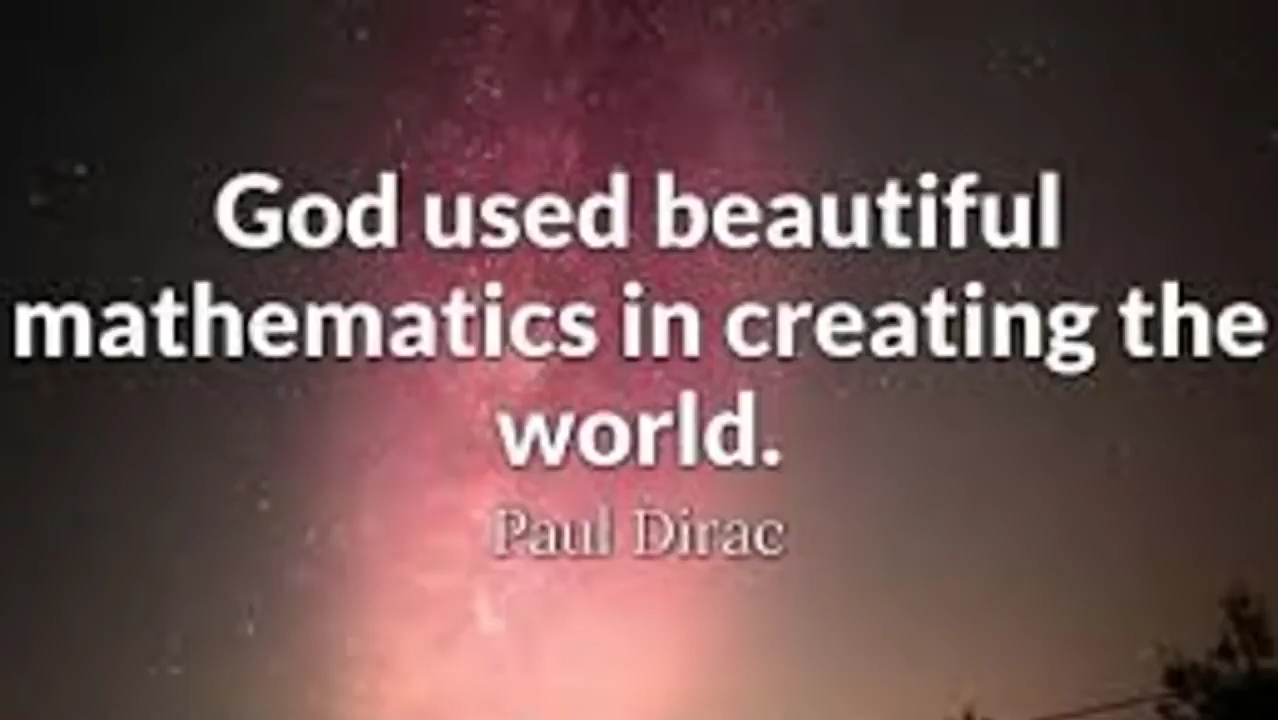 God used beautiful
mathematics in creating the
world.
Paul Dirac